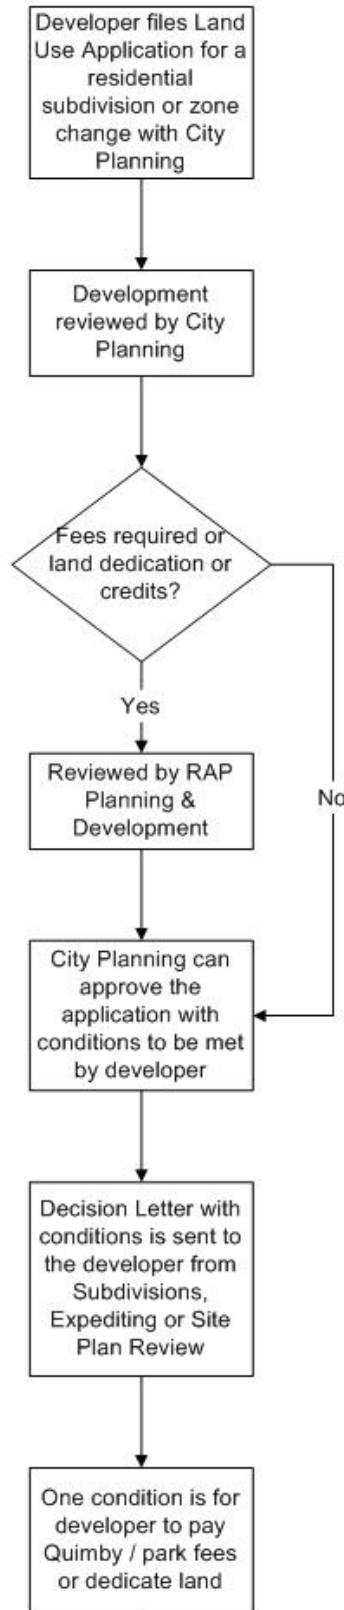 Developer files Land
Use Application for a
residential
subdivision or zone
change with City
Planning
Development
reviewed by City
Planning
Fees required or
land dedication or
credits?
Yes
Reviewed by RAP
Planning &
Development
No
City Planning can
approve the
application with
conditions to be met
by developer
Decision Letter with
conditions is sent to
the developer from
Subdivisions,
Expediting or Site
Plan Review
One condition is for
developer to pay
Quimby / park fees
or dedicate land